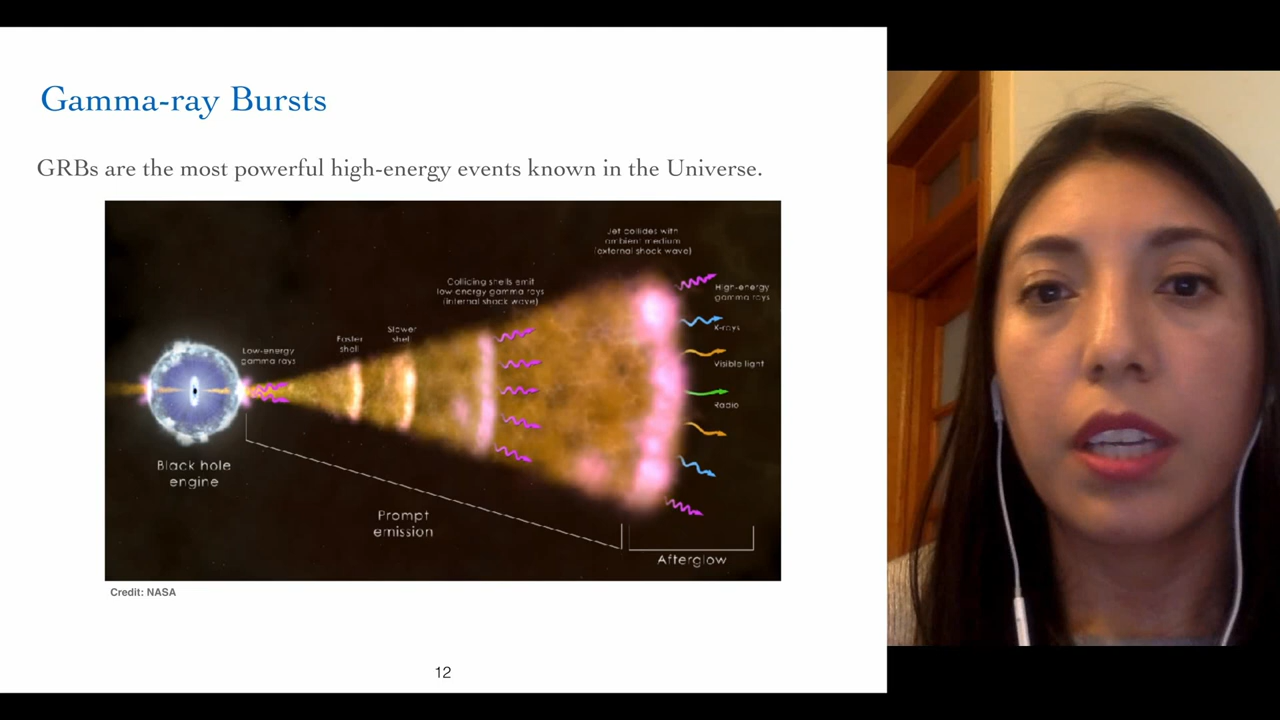 Gamma-ray Bursts
GRBs are the most powerful high-energy events known in the Universe.
Jet collides with
ambient medium
(external shock wave)
Colliding shells emit
low energy gamma rays
(internal shock wave)
High-energy
gamma rays
X-rays
Slower
shell
Faster
shell
Low-energy
gamma rays
Visible light
Radio
Black hole
engine
Prompt
emission
Afterglow
Credit: NASA
12